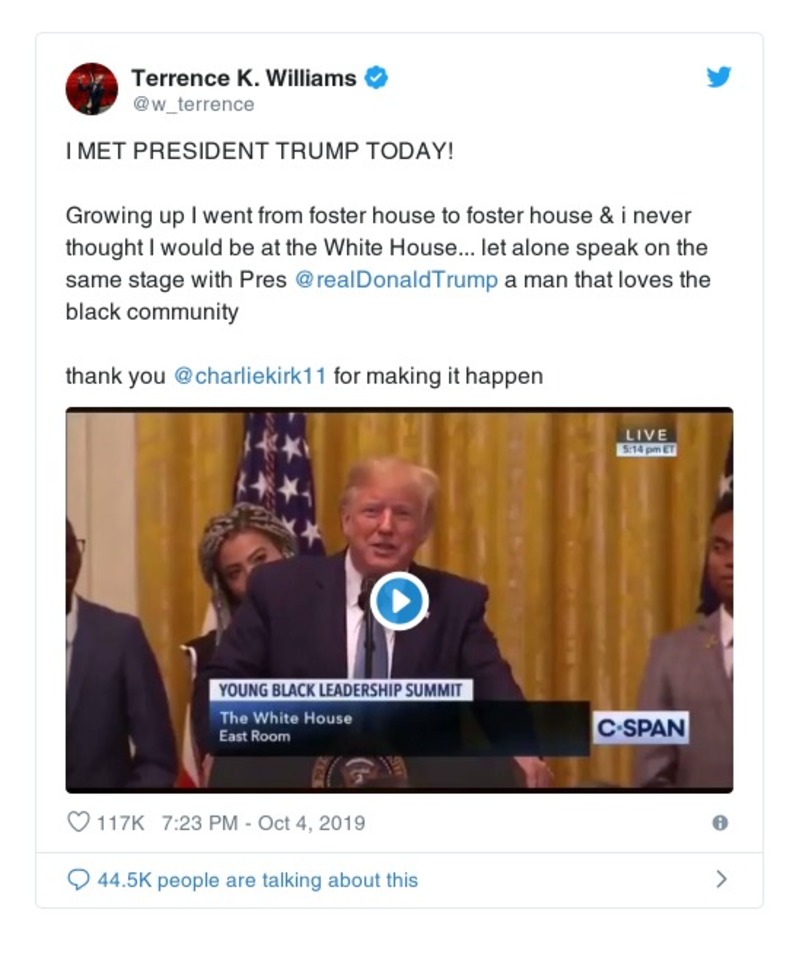 Terrence K. Williams
@w_terrence
I MET PRESIDENT TRUMP TODAY!
Growing up I went from foster house to foster house & i never
thought I would be at the White House... let alone speak on the
same stage with Pres @realDonaldTrump a man that loves the
black community
thank you @charliekirk11 for making it happen
LIVE
5:14 pm ET
YOUNG BLACK LEADERSHIP SUMMIT
The White House
East Room
C-SPAN
117K 7:23 PM - Oct 4, 2019
44.5K people are talking about this